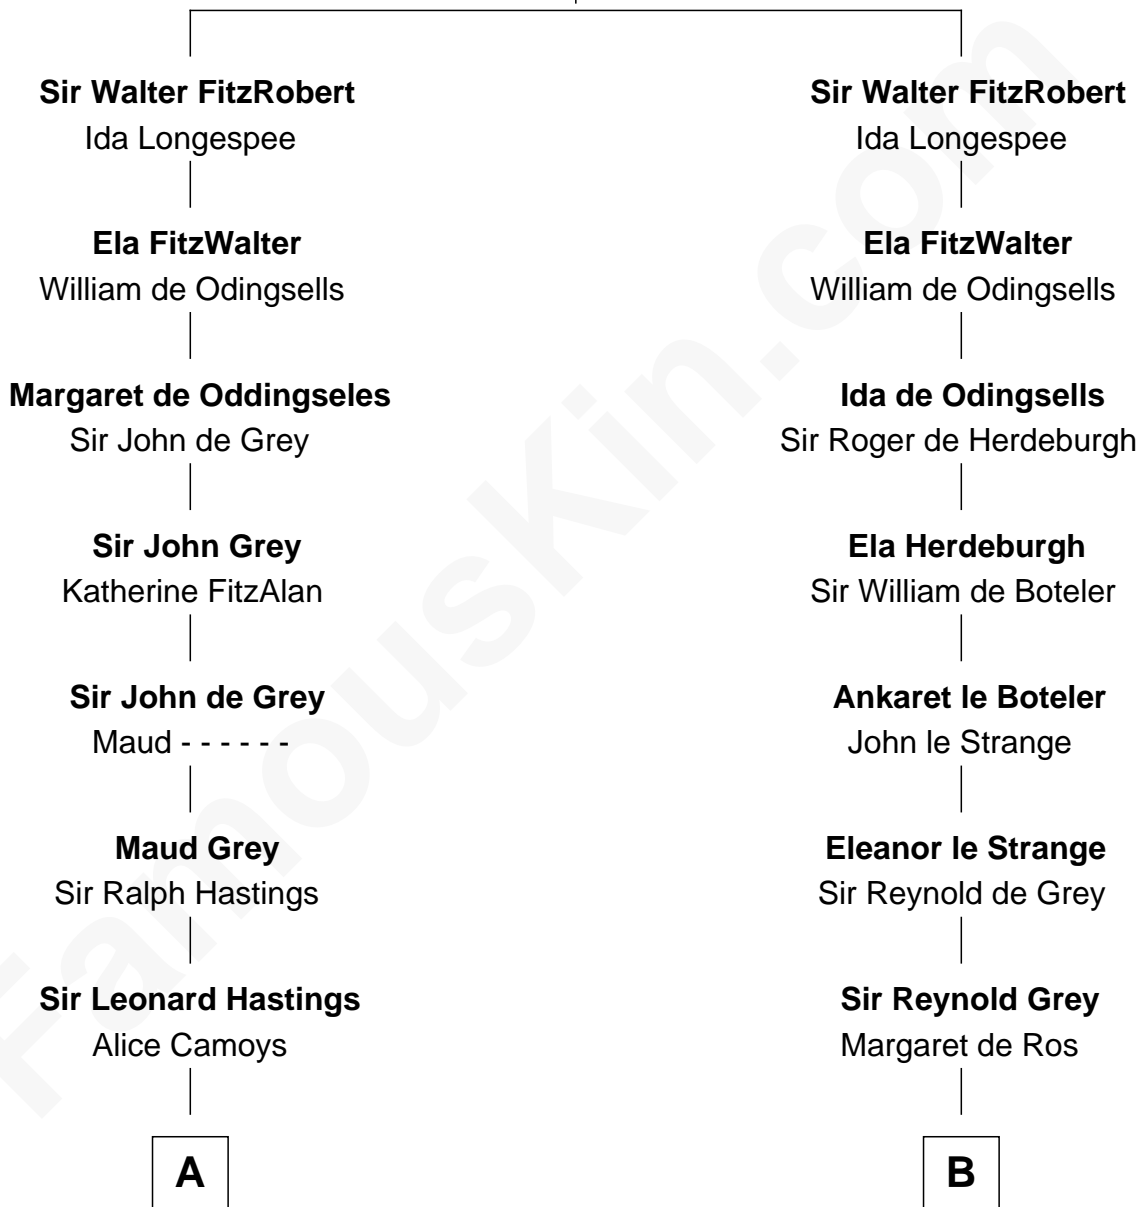 Sir Walter FitzRobert
Ida Longespee
Ela FitzWalter
William de Odingsells
Margaret de Oddingseles
Sir John de Grey
Sir John Grey
Katherine FitzAlan
Sir John de Grey
Maud - - - - - -
Maud Grey
Sir Ralph Hastings
Sir Leonard Hastings
Alice Camoys
A
Sir Walter FitzRobert
Ida Longespee
Ela FitzWalter
William de Odingsells
Ida de Odingsells
Sir Roger de Herdeburgh
Ela Herdeburgh
Sir William de Boteler
Ankaret le Boteler
John le Strange
Eleanor le Strange
Sir Reynold de Grey
Sir Reynold Grey
Margaret de Ros
B
FamousKin.com